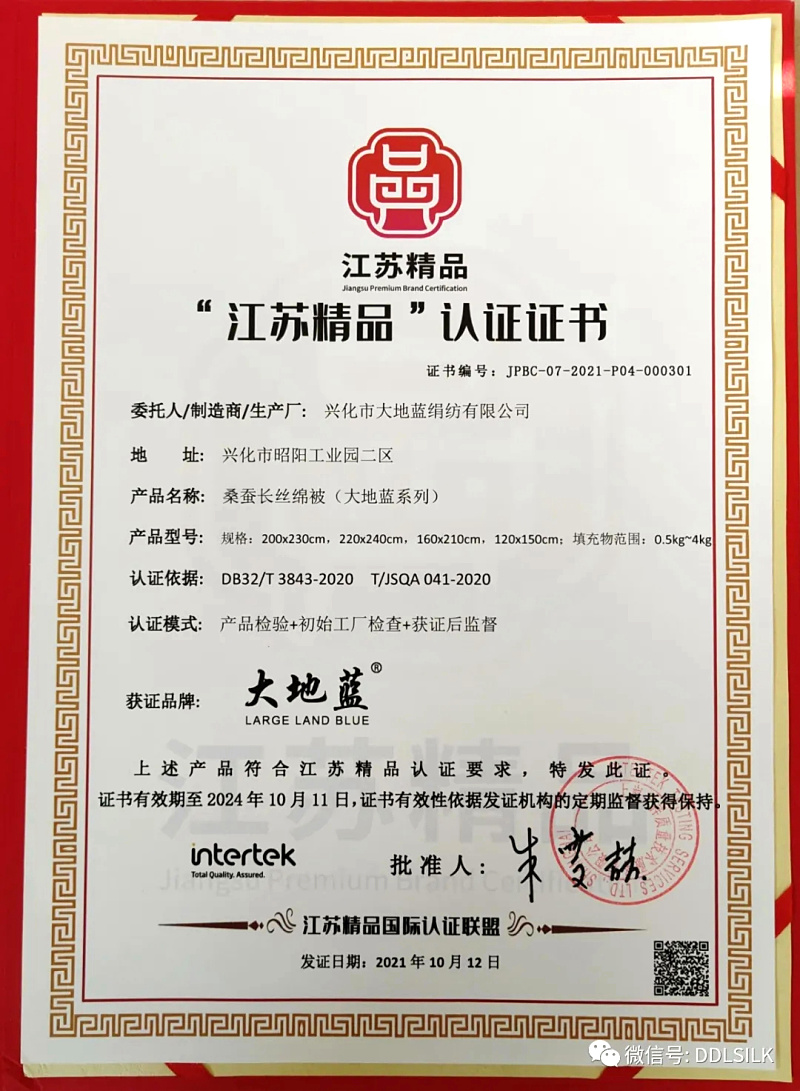 江苏精品
Jiangsu Premium Brand Certification
“江苏精品”认证证书
证书编号：JPBC-07-2021-P04-000301
委托人/制造商/生产厂： 兴化市大地蓝绢纺有限公司
地 址： 兴化市昭阳工业园二区
产品名称： 桑蚕长丝绵被（大地蓝系列）
产品型号： 规格：200x230cm，220x240cm，160x210cm，120x150cm；填充物范围：0.5kg~4kg
认证依据： DB32/T 3843-2020 T/JSQA 041-2020
认证模式： 产品检验+初始工厂检查+获证后监督
获证品牌： 大地蓝®
LARGE LAND BLUE
江苏精品
Jiangsu Premium Brand Certification
上述产品符合江苏精品认证要求，特发此证。
证书有效期至2024年10月11日，证书有效性依据发证机构的定期监督获得保持。
intertek
Total Quality. Assured.
批准人：
江苏精品国际认证联盟
发证日期：2021年10月12日
微信号: DDLSILK